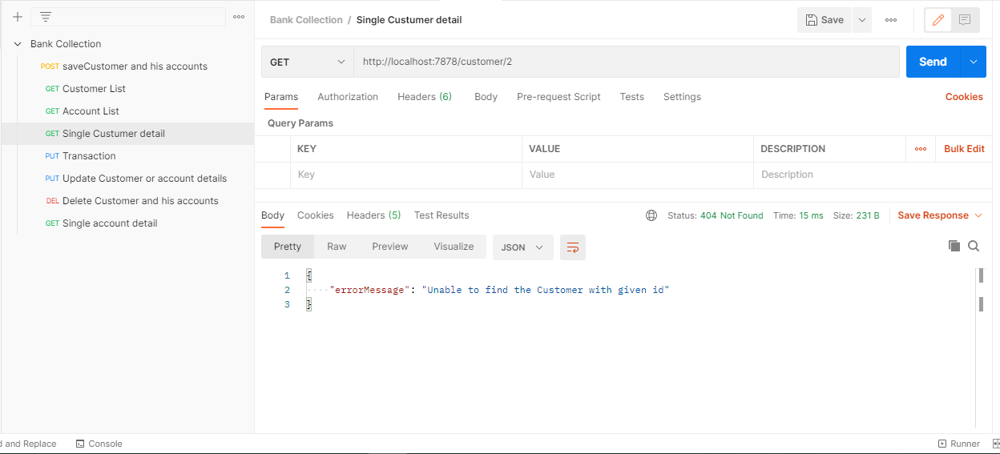 Bank Collection / Single Custumer detail
Save
Bank Collection
POST saveCustomer and his accounts
GET Customer List
GET Account List
GET Single Custumer detail
PUT Transaction
PUT Update Customer or account details
DEL Delete Customer and his accounts
GET Single account detail
GET http://localhost:7878/customer/2 Send
Params Authorization Headers (6) Body Pre-request Script Tests Settings Cookies
Query Params
KEY VALUE DESCRIPTION Bulk Edit
Key Value Description
Body Cookies Headers (5) Test Results Status: 404 Not Found Time: 15 ms Size: 231 B Save Response
Pretty Raw Preview Visualize JSON
1 {
2 "errorMessage": "Unable to find the Customer with given id"
3 }
d and Replace Console Runner